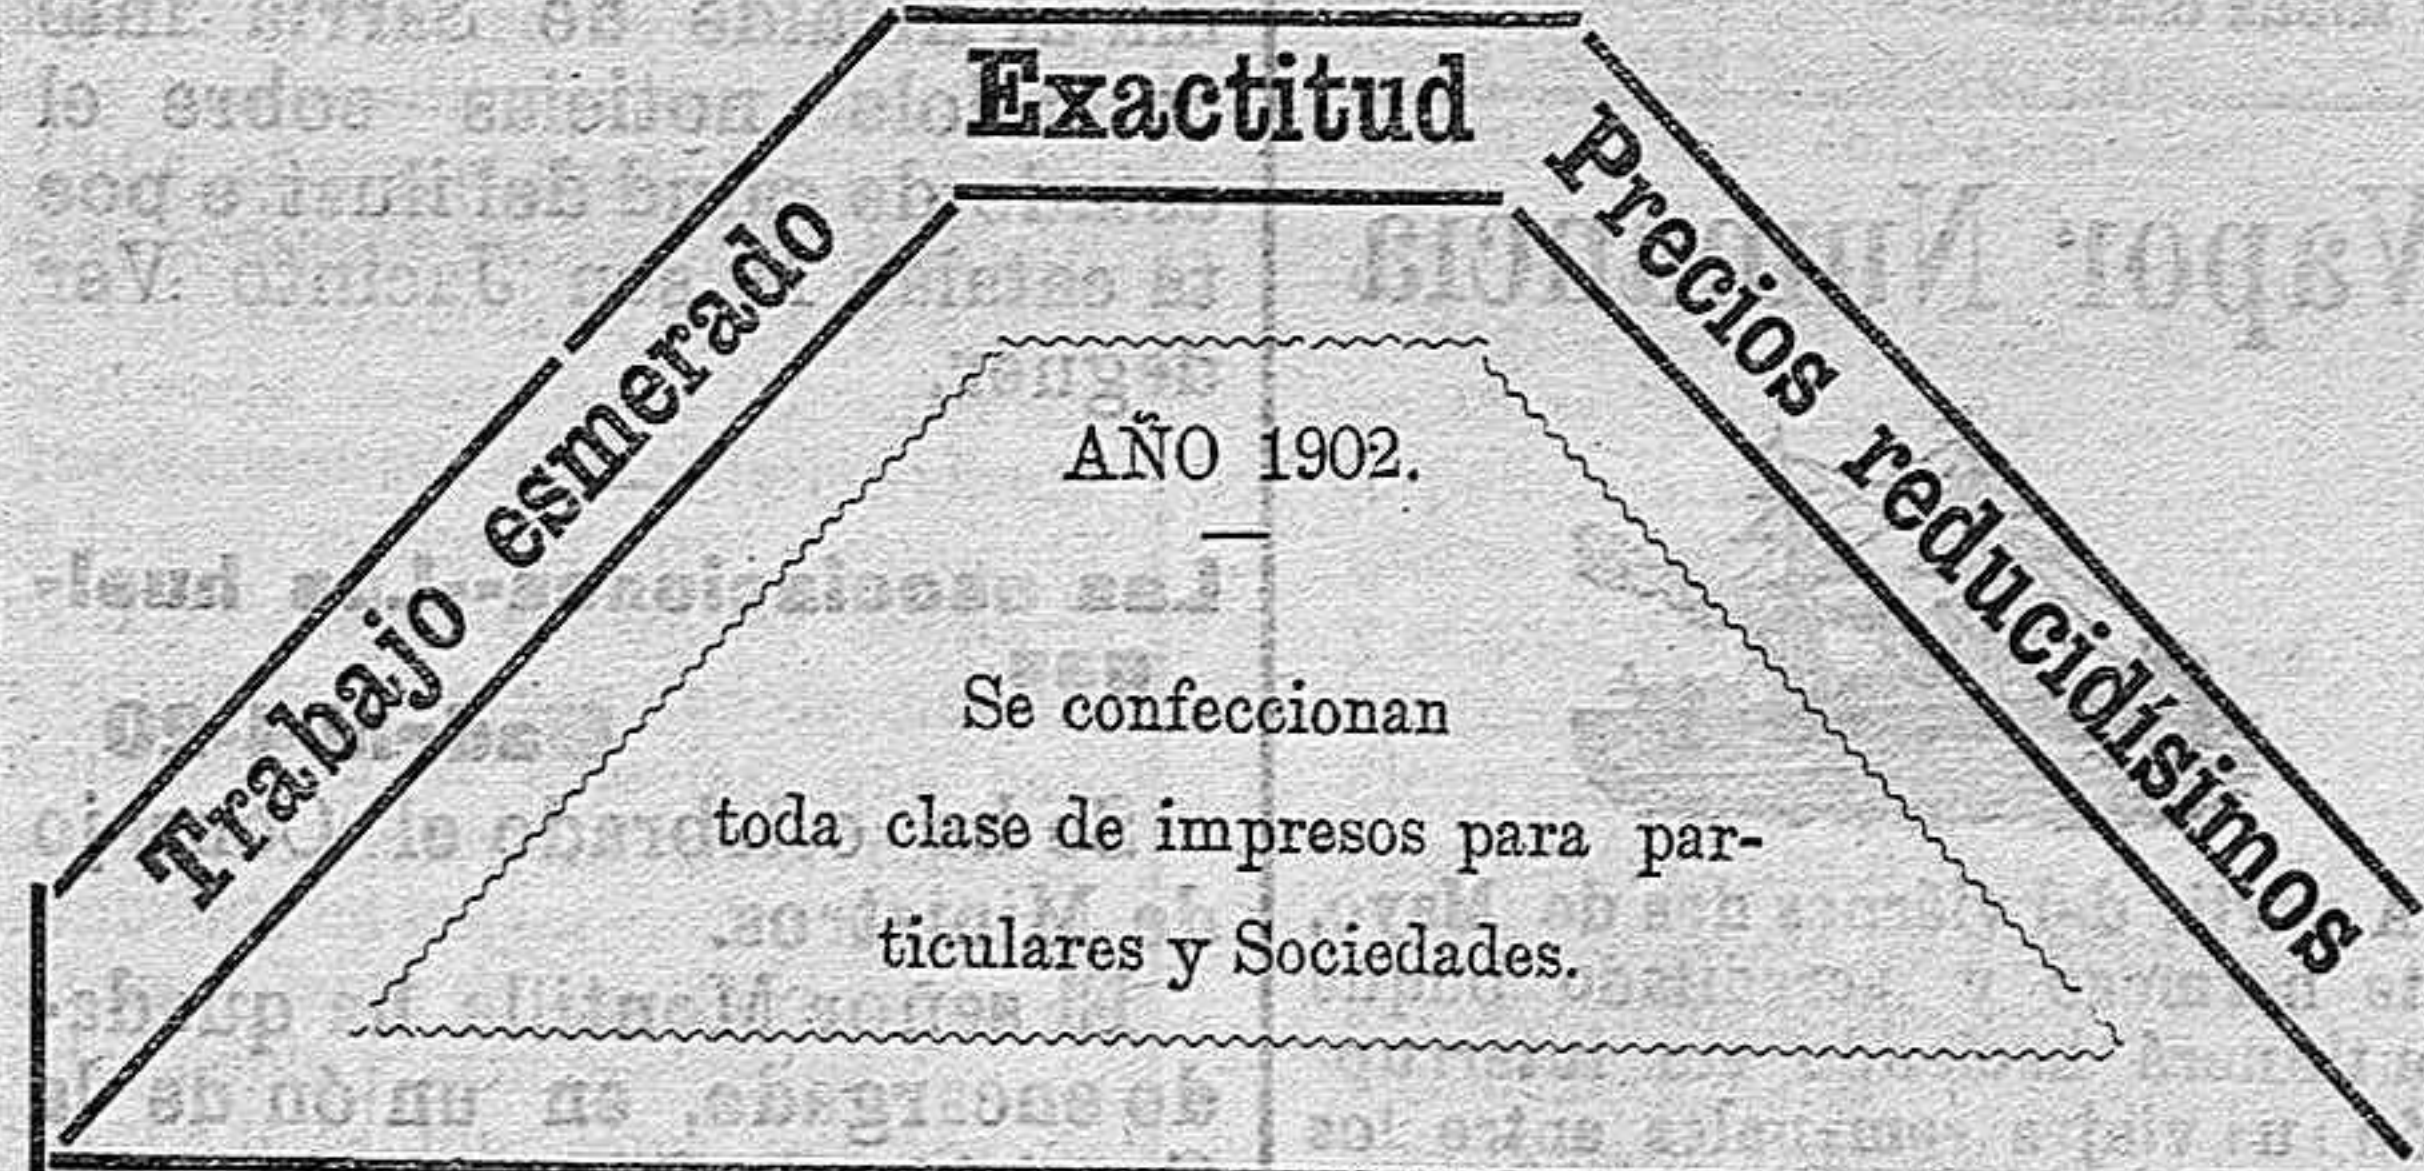 Trabajo esmerado
Exactitud
Precios reducidísimos
AÑO 1902.
Se confeccionan
toda clase de impresos para par-
ticulares y Sociedades.